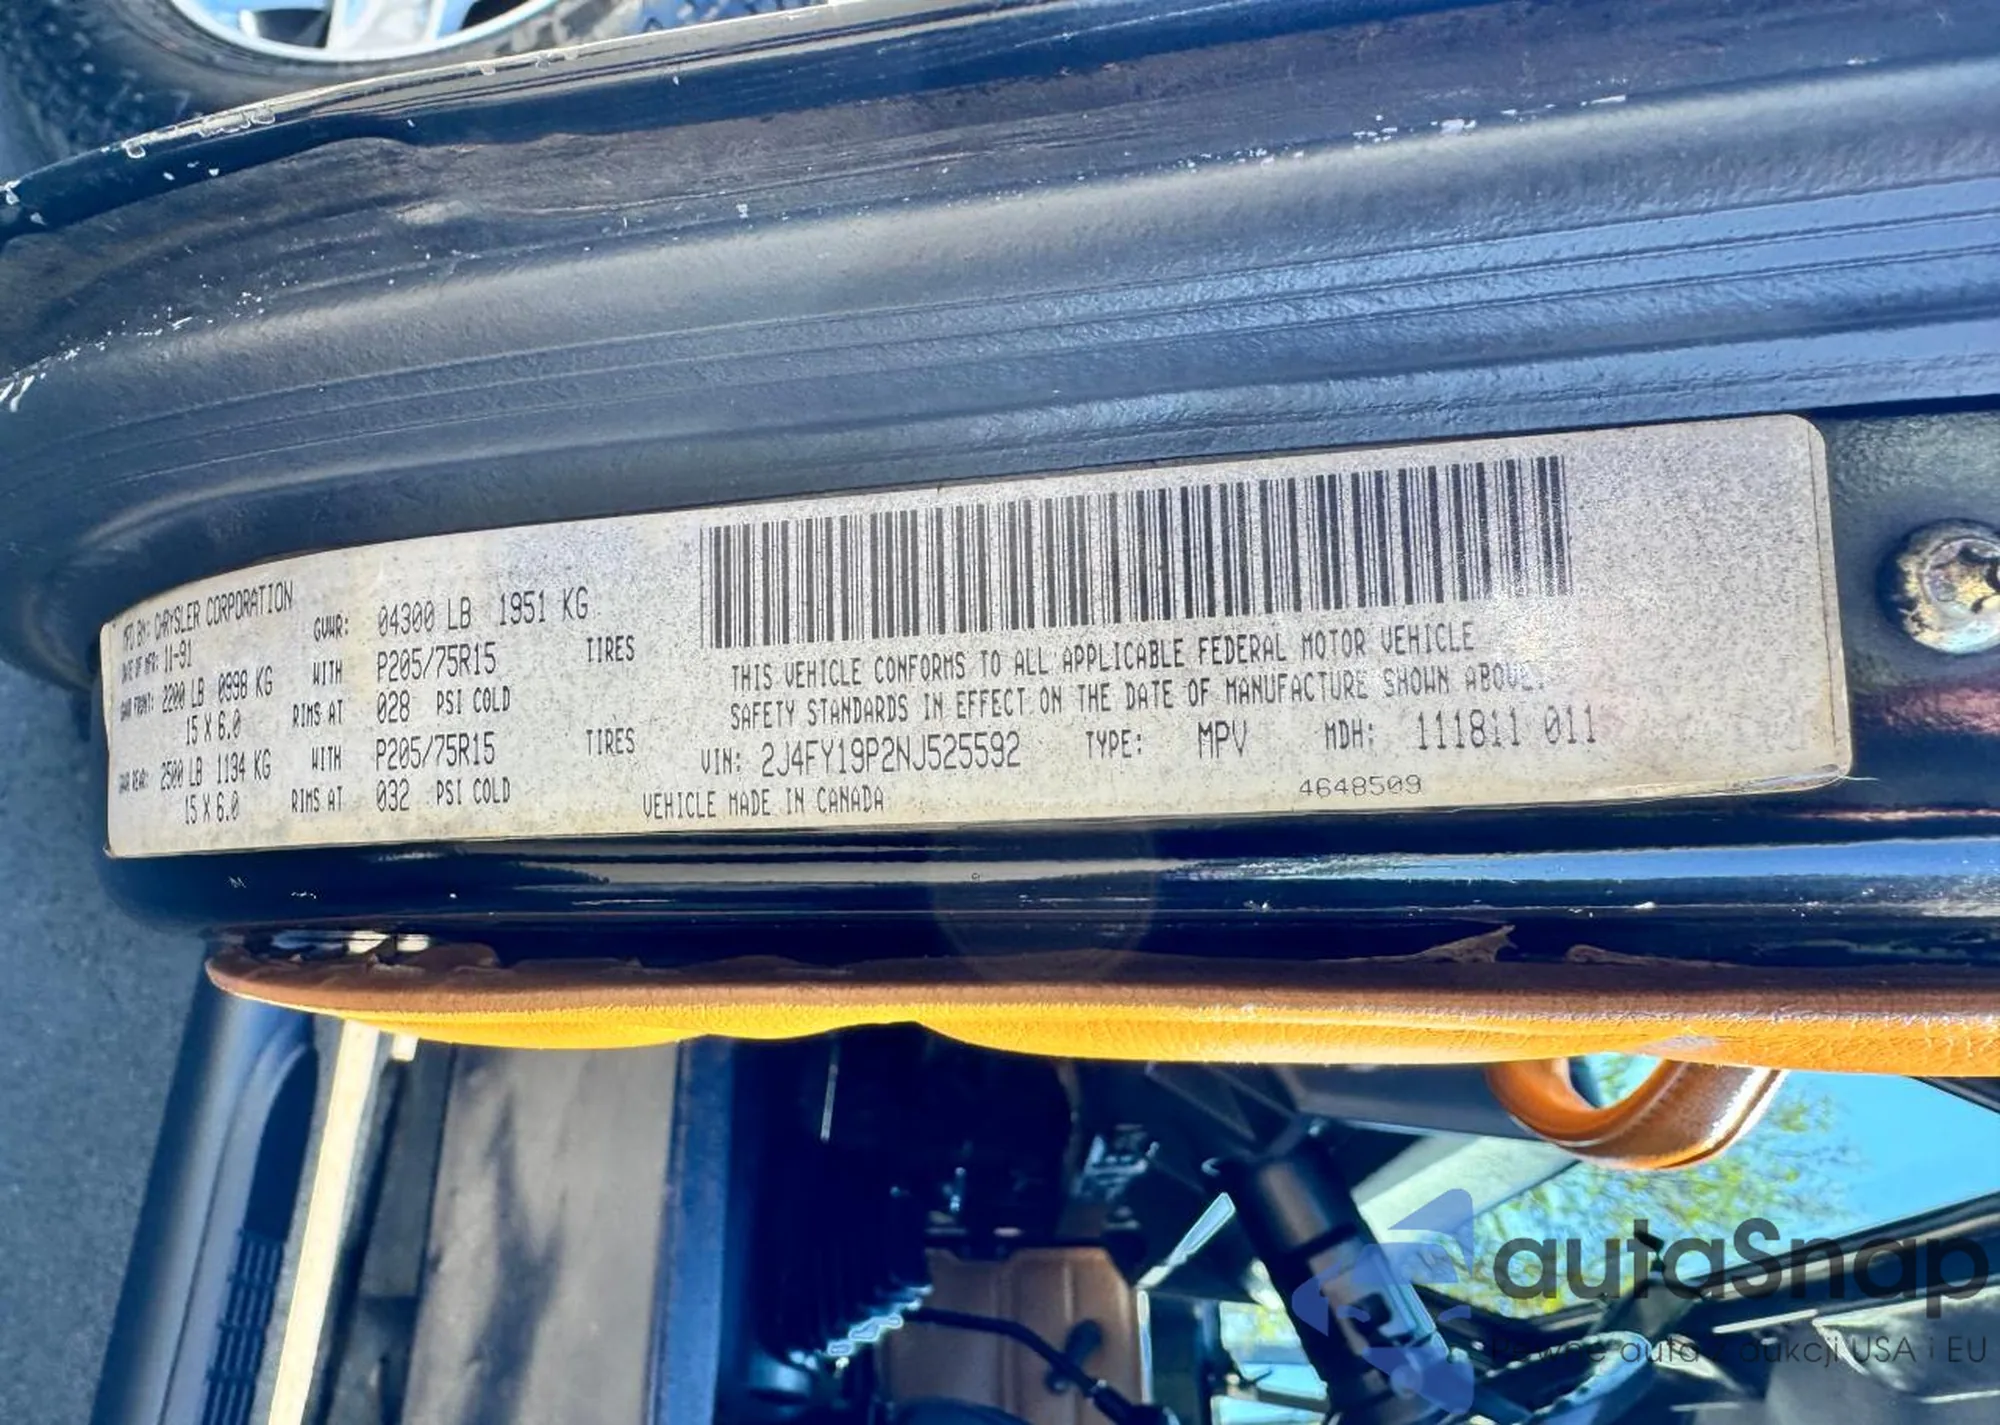 MFD BY: CHRYSLER CORPORATION
DATE OF MFR: 11-91
GVWR: 04300 LB 1951 KG
GAWR FRONT: 2200 LB 0998 KG WITH P205/75R15 TIRES
15 X 6.0 RIMS AT 028 PSI COLD
GAWR REAR: 2500 LB 1134 KG WITH P205/75R15 TIRES
15 X 6.0 RIMS AT 032 PSI COLD
THIS VEHICLE CONFORMS TO ALL APPLICABLE FEDERAL MOTOR VEHICLE
SAFETY STANDARDS IN EFFECT ON THE DATE OF MANUFACTURE SHOWN ABOVE.
VIN: 2J4FY19P2NJ525592 TYPE: MPV MDH: 111811 011
VEHICLE MADE IN CANADA
4648509
autaSnap
auta aukcji USA i EU